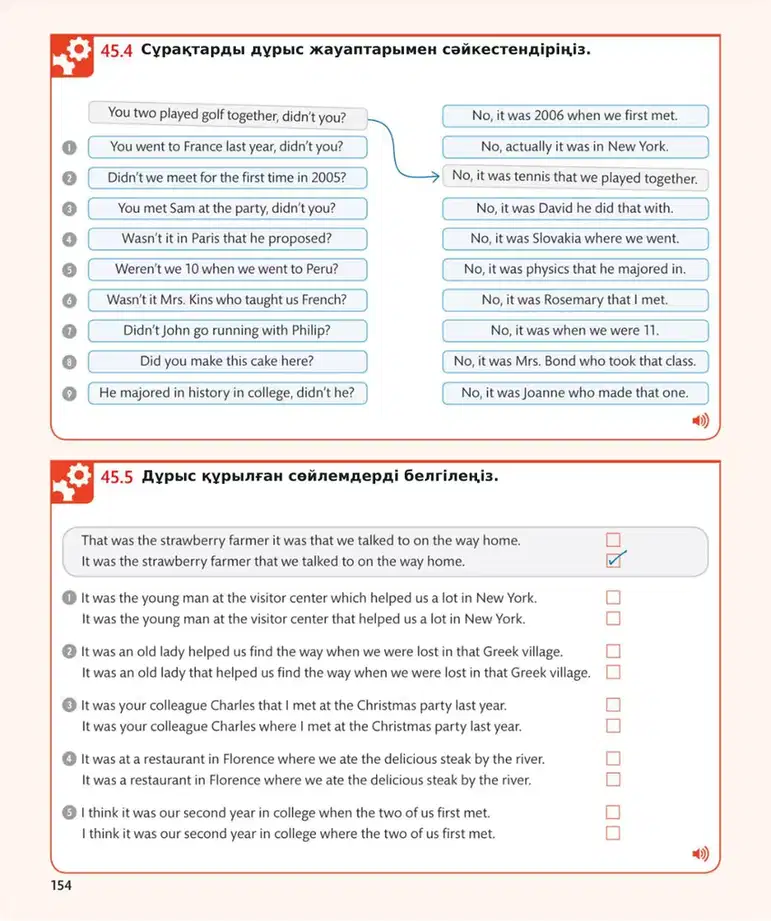 45.4 Сұрақтарды дұрыс жауаптарымен сәйкестендіріңіз.
You two played golf together, didn't you?
No, it was 2006 when we first met.
1 You went to France last year, didn't you?
No, actually it was in New York.
2 Didn't we meet for the first time in 2005?
No, it was tennis that we played together.
3 You met Sam at the party, didn't you?
No, it was David he did that with.
4 Wasn't it in Paris that he proposed?
No, it was Slovakia where we went.
5 Weren't we 10 when we went to Peru?
No, it was physics that he majored in.
6 Wasn't it Mrs. Kins who taught us French?
No, it was Rosemary that I met.
7 Didn't John go running with Philip?
No, it was when we were 11.
8 Did you make this cake here?
No, it was Mrs. Bond who took that class.
9 He majored in history in college, didn't he?
No, it was Joanne who made that one.
45.5 Дұрыс құрылған сөйлемдерді белгілеңіз.
That was the strawberry farmer it was that we talked to on the way home.
It was the strawberry farmer that we talked to on the way home.
1 It was the young man at the visitor center which helped us a lot in New York.
It was the young man at the visitor center that helped us a lot in New York.
2 It was an old lady helped us find the way when we were lost in that Greek village.
It was an old lady that helped us find the way when we were lost in that Greek village.
3 It was your colleague Charles that I met at the Christmas party last year.
It was your colleague Charles where I met at the Christmas party last year.
4 It was at a restaurant in Florence where we ate the delicious steak by the river.
It was a restaurant in Florence where we ate the delicious steak by the river.
5 I think it was our second year in college when the two of us first met.
I think it was our second year in college where the two of us first met.
154